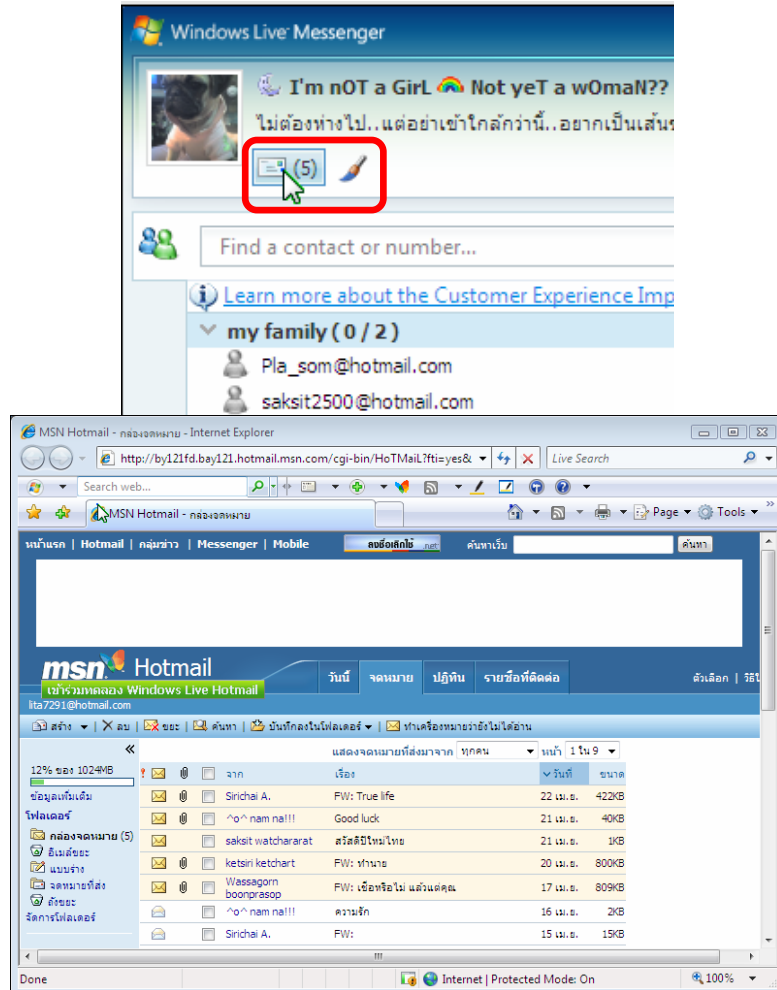 Windows Live Messenger
I'm nOT a GirL Not yeT a wOmaN??
ไม่ต้องห่างไป..แต่อย่าเข้าใกล้กว่านี้..อยากเป็นเส้นข
(5)
Find a contact or number...
Learn more about the Customer Experience Imp
my family ( 0 / 2 )
Pla_som@hotmail.com
saksit2500@hotmail.com
MSN Hotmail - กล่องจดหมาย - Internet Explorer
http://by121fd.bay121.hotmail.msn.com/cgi-bin/HoTMaiL?fti=yes& Live Search
Search web...
MSN Hotmail - กล่องจดหมาย Page Tools
หน้าแรก | Hotmail | กลุ่มข่าว | Messenger | Mobile ลงชื่อเลิกใช้ .net ค้นหาเว็บ ค้นหา
msn Hotmail วันนี้ จดหมาย ปฏิทิน รายชื่อที่ติดต่อ ตัวเลือก | วิธีใ
เข้าร่วมทดลอง Windows Live Hotmail
lita7291@hotmail.com
สร้าง | ลบ | ขยะ | ค้นหา | บันทึกลงในโฟลเดอร์ | ทำเครื่องหมายว่ายังไม่ได้อ่าน
แสดงจดหมายที่ส่งมาจาก ทุกคน หน้า 1 ใน 9
12% ของ 1024MB
ข้อมูลเพิ่มเติม
โฟลเดอร์
กล่องจดหมาย (5)
อีเมล์ขยะ
แบบร่าง
จดหมายที่ส่ง
ถังขยะ
จัดการโฟลเดอร์
! จาก เรื่อง วันที่ ขนาด
Sirichai A. FW: True life 22 เม.ย. 422KB
^o^ nam na!!! Good luck 21 เม.ย. 40KB
saksit watchararat สวัสดีปีใหม่ไทย 21 เม.ย. 1KB
ketsiri ketchart FW: ทำนาย 20 เม.ย. 800KB
Wassagorn boonprasop FW: เชื่อหรือไม่ แล้วแต่คุณ 17 เม.ย. 809KB
^o^ nam na!!! ความรัก 16 เม.ย. 2KB
Sirichai A. FW: 15 เม.ย. 15KB
Done Internet | Protected Mode: On 100%